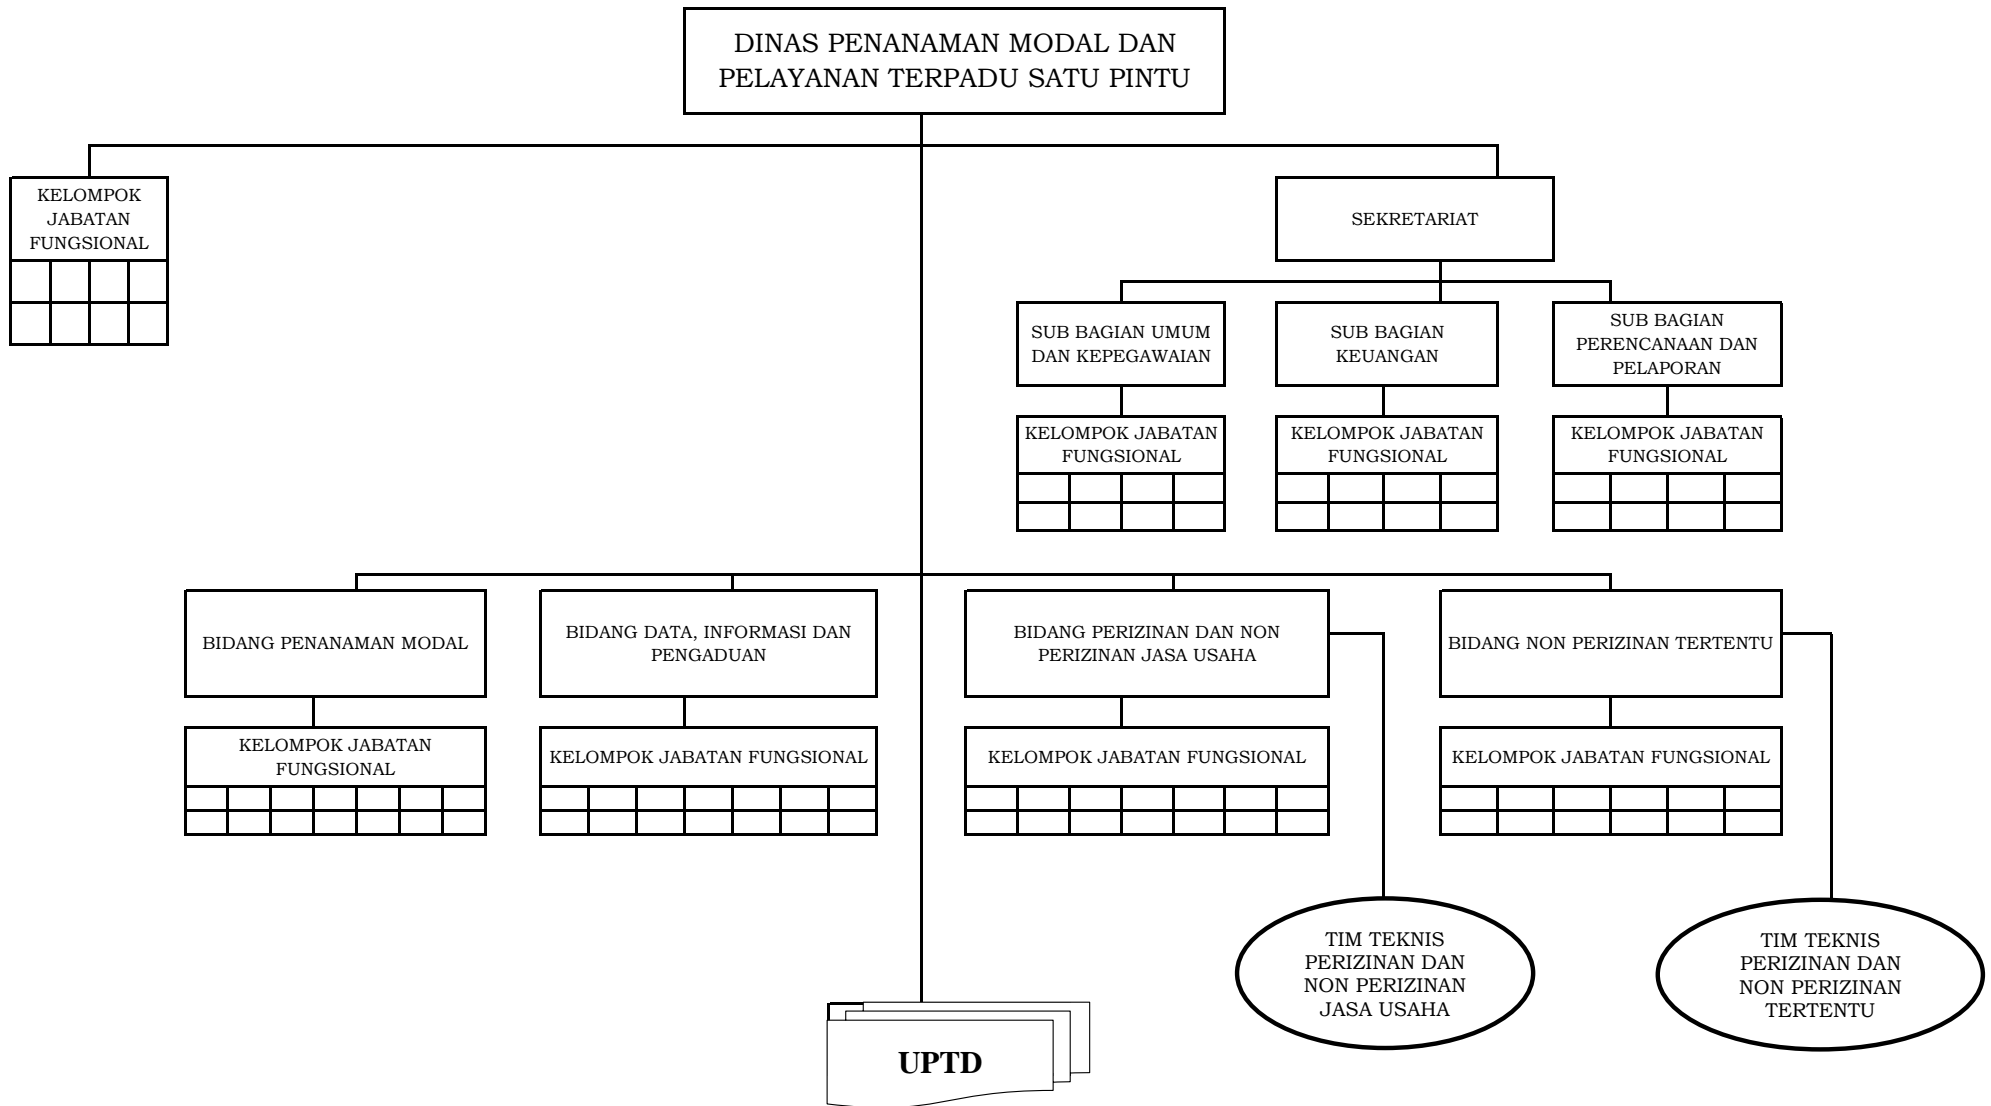 DINAS PENANAMAN MODAL DAN
PELAYANAN TERPADU SATU PINTU
KELOMPOK
JABATAN
FUNGSIONAL
SEKRETARIAT
SUB BAGIAN UMUM
DAN KEPEGAWAIAN
SUB BAGIAN
KEUANGAN
SUB BAGIAN
PERENCANAAN DAN
PELAPORAN
KELOMPOK JABATAN
FUNGSIONAL
KELOMPOK JABATAN
FUNGSIONAL
KELOMPOK JABATAN
FUNGSIONAL
BIDANG PENANAMAN MODAL
BIDANG DATA, INFORMASI DAN
PENGADUAN
BIDANG PERIZINAN DAN NON
PERIZINAN JASA USAHA
BIDANG NON PERIZINAN TERTENTU
KELOMPOK JABATAN
FUNGSIONAL
KELOMPOK JABATAN FUNGSIONAL
KELOMPOK JABATAN FUNGSIONAL
KELOMPOK JABATAN FUNGSIONAL
TIM TEKNIS
PERIZINAN DAN
NON PERIZINAN
JASA USAHA
TIM TEKNIS
PERIZINAN DAN
NON PERIZINAN
TERTENTU
UPTD